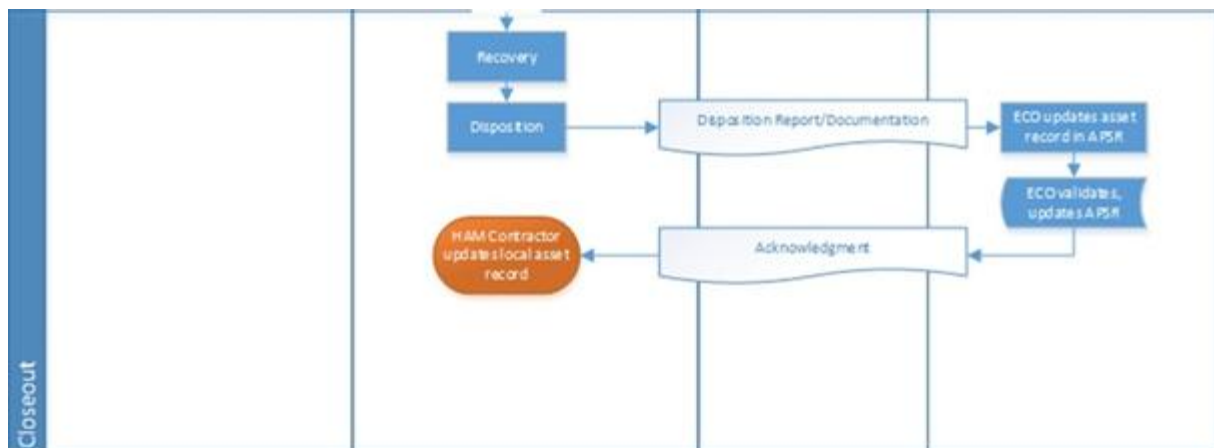 Recovery
Disposition
Disposition Report/Documentation
ECO updates asset
record in APSR
ECO validates,
updates APSR
Acknowledgment
HAM Contractor
updates local asset
record
Closeout